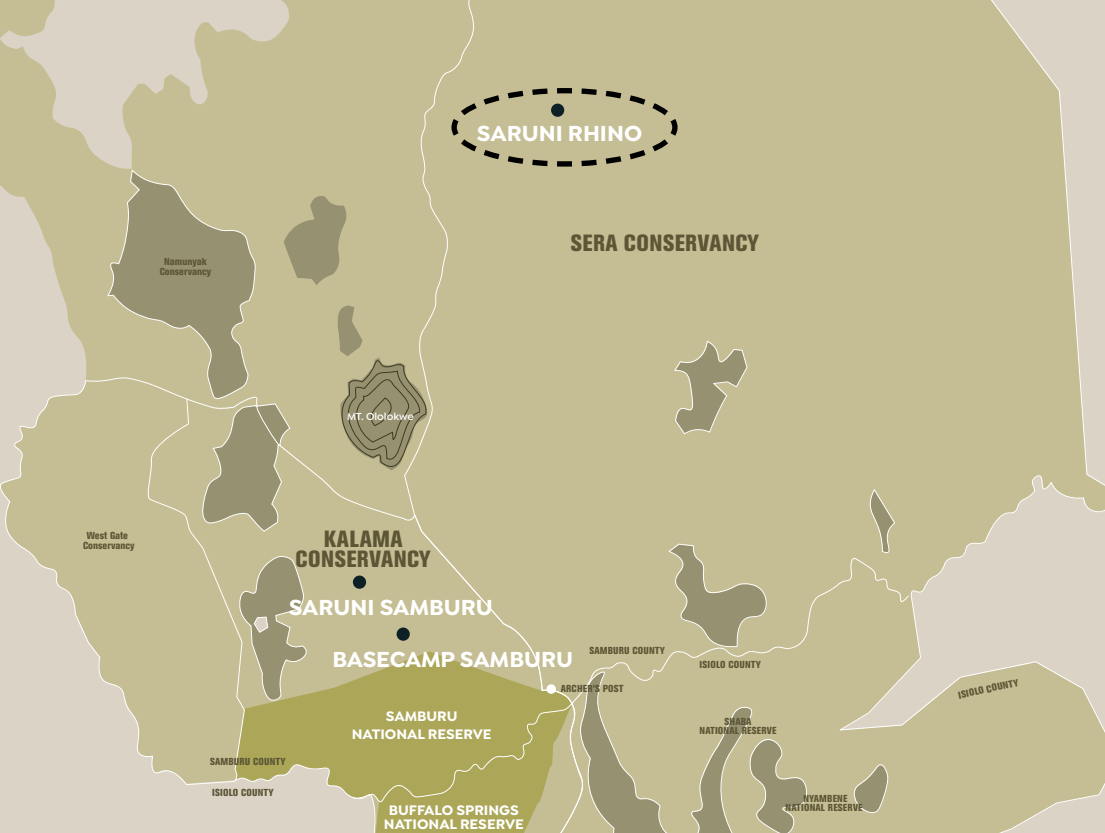 SARUNI RHINO
SERA CONSERVANCY
Namunyak
Conservancy
MT. Ololokwe
West Gate
Conservancy
KALAMA
CONSERVANCY
SARUNI SAMBURU
BASECAMP SAMBURU
SAMBURU COUNTY
ISIOLO COUNTY
ARCHER'S POST
ISIOLO COUNTY
SAMBURU
NATIONAL RESERVE
SHABA
NATIONAL RESERVE
SAMBURU COUNTY
ISIOLO COUNTY
NYAMBENE
NATIONAL RESERVE
BUFFALO SPRINGS
NATIONAL RESERVE